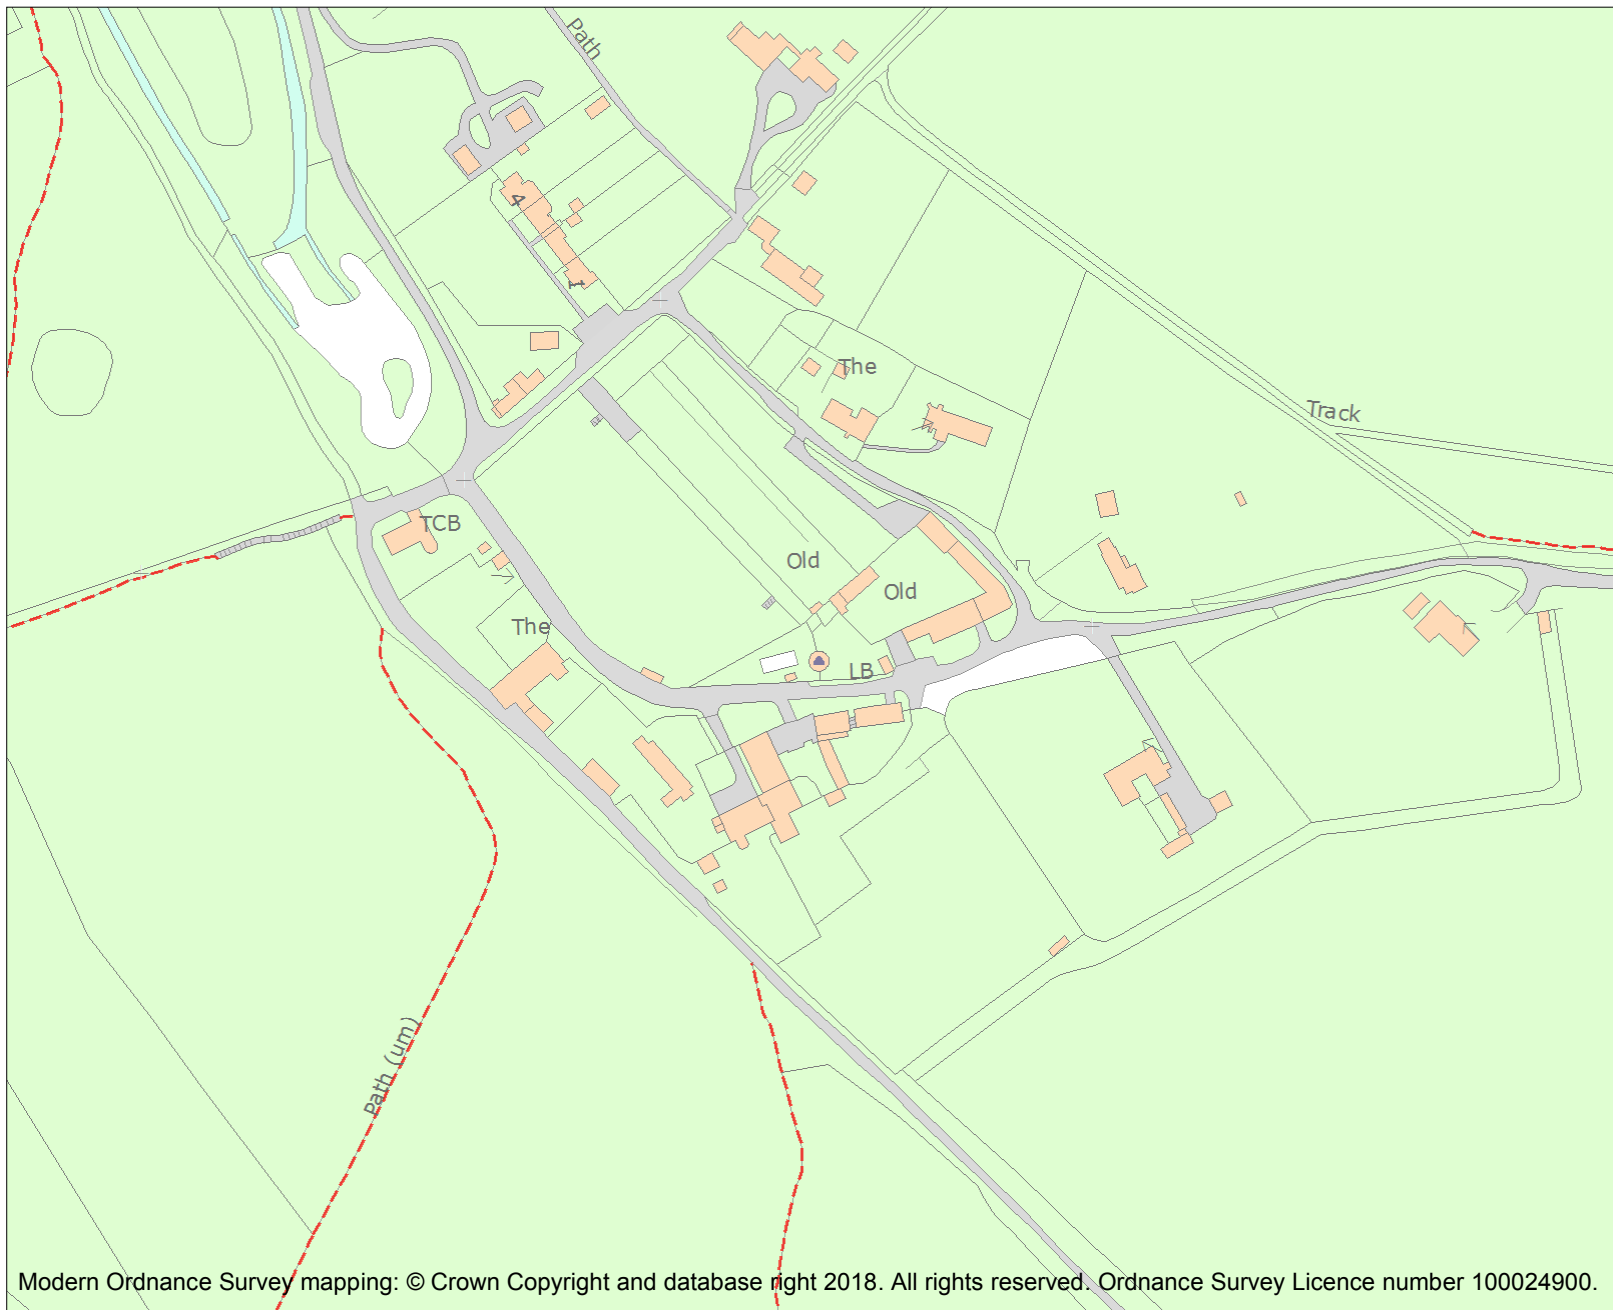 Path
4
1
The
Track
TCB
Old
Old
The
LB
Path (um)
Modern Ordnance Survey mapping: © Crown Copyright and database right 2018. All rights reserved. Ordnance Survey Licence number 100024900.